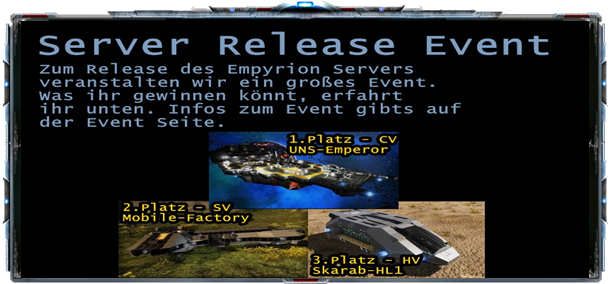 Server Release Event
Zum Release des Empyrion Servers
veranstalten wir ein großes Event.
Was ihr gewinnen könnt, erfahrt
ihr unten. Infos zum Event gibts auf
der Event Seite.
1.Platz - CV
UNS-Emperor
2.Platz - SV
Mobile-Factory
3.Platz - HV
Skarab-HL1